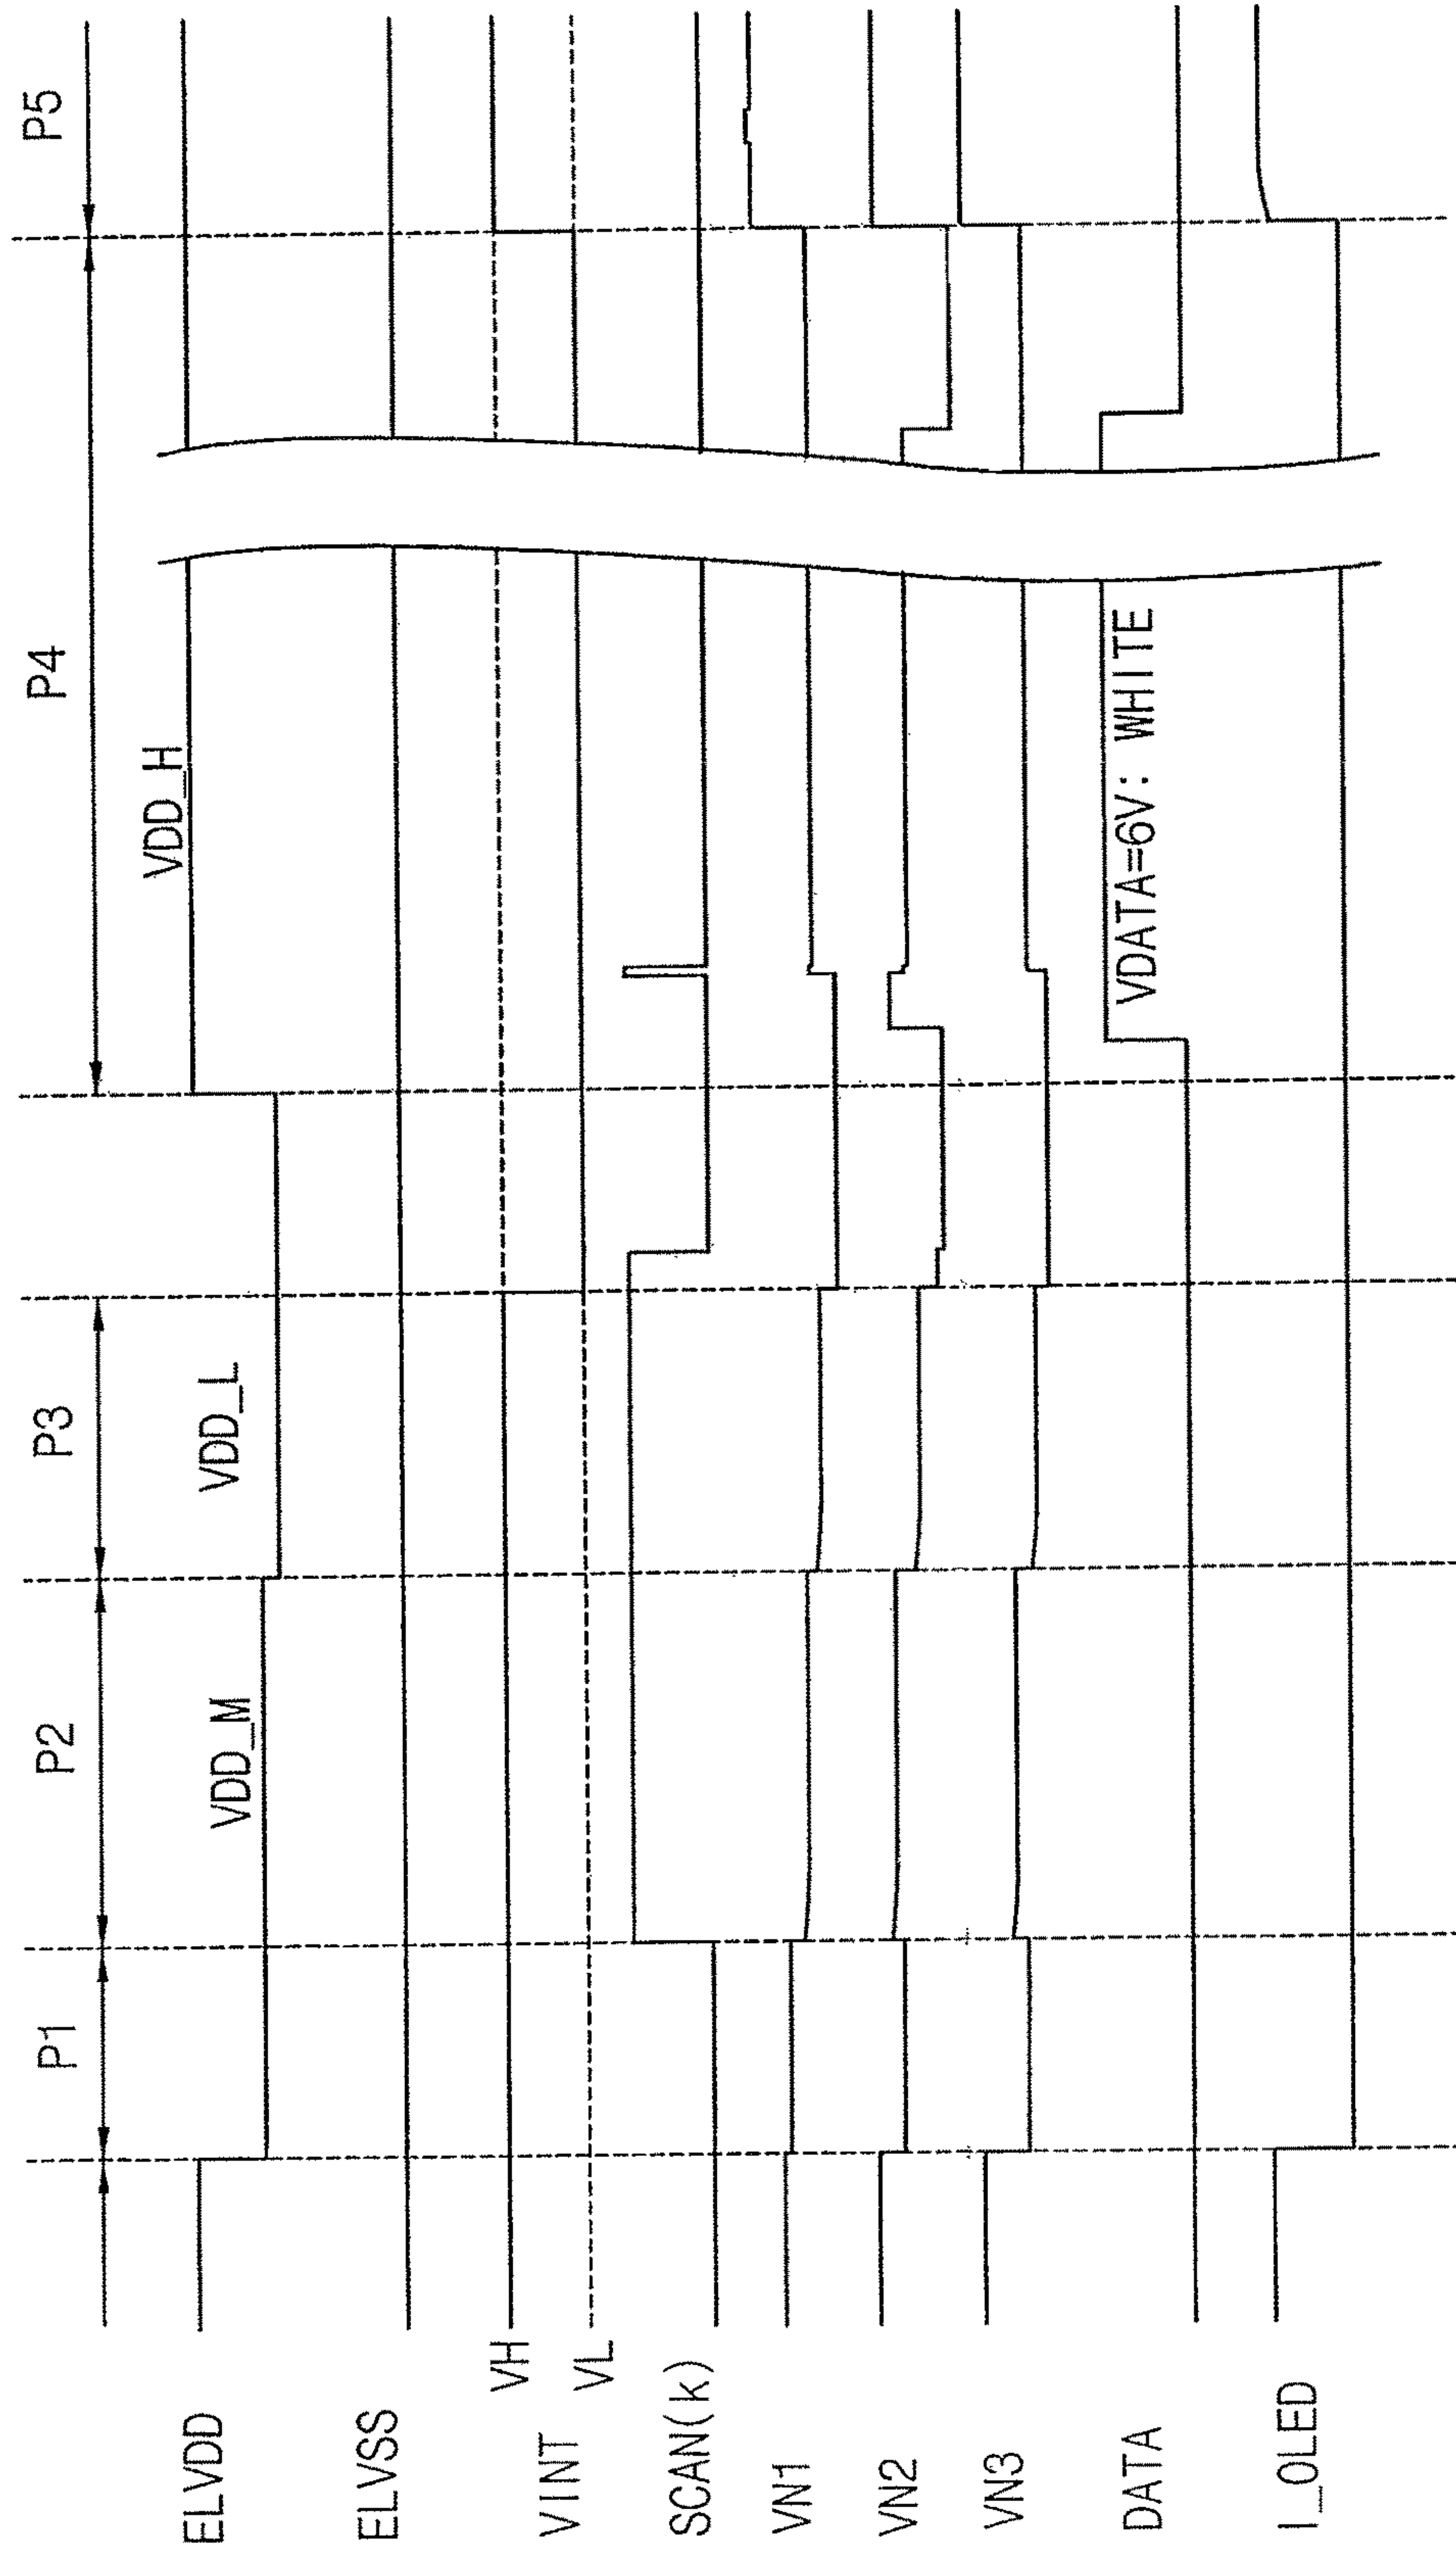 P1
P2
P3
P4
P5
ELVDD
VDD_M
VDD_L
VDD_H
ELVSS
VH
VINT
VL
SCAN(k)
VN1
VN2
VN3
DATA
VDATA=6V: WHITE
I_OLED